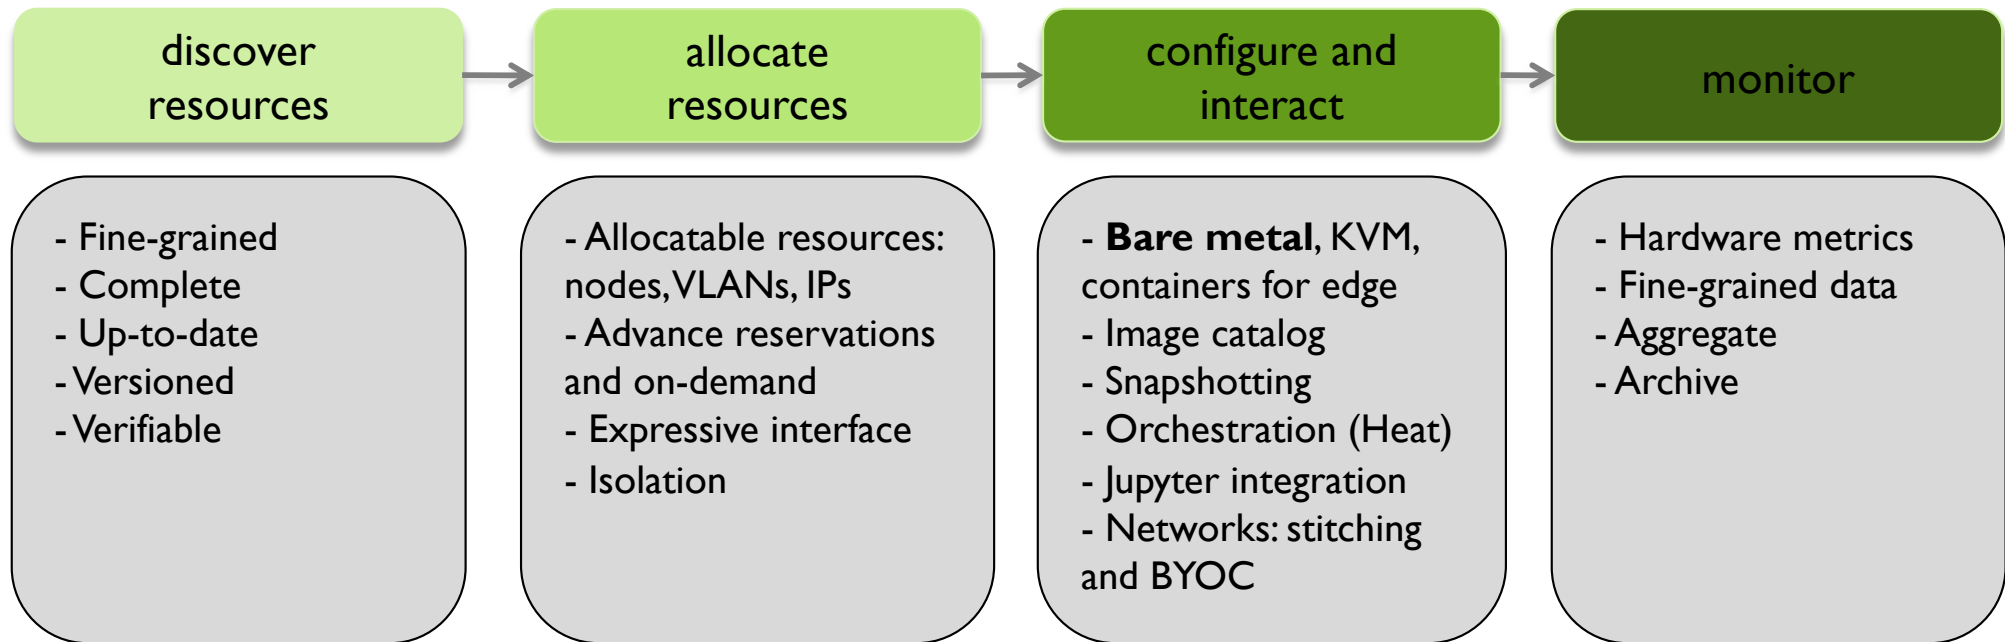 discover
resources
allocate
resources
configure and
interact
monitor
- Fine-grained
- Complete
- Up-to-date
- Versioned
- Verifiable
- Allocatable resources:
nodes, VLANs, IPs
- Advance reservations
and on-demand
- Expressive interface
- Isolation
- Bare metal, KVM,
containers for edge
- Image catalog
- Snapshotting
- Orchestration (Heat)
- Jupyter integration
- Networks: stitching
and BYOC
- Hardware metrics
- Fine-grained data
- Aggregate
- Archive